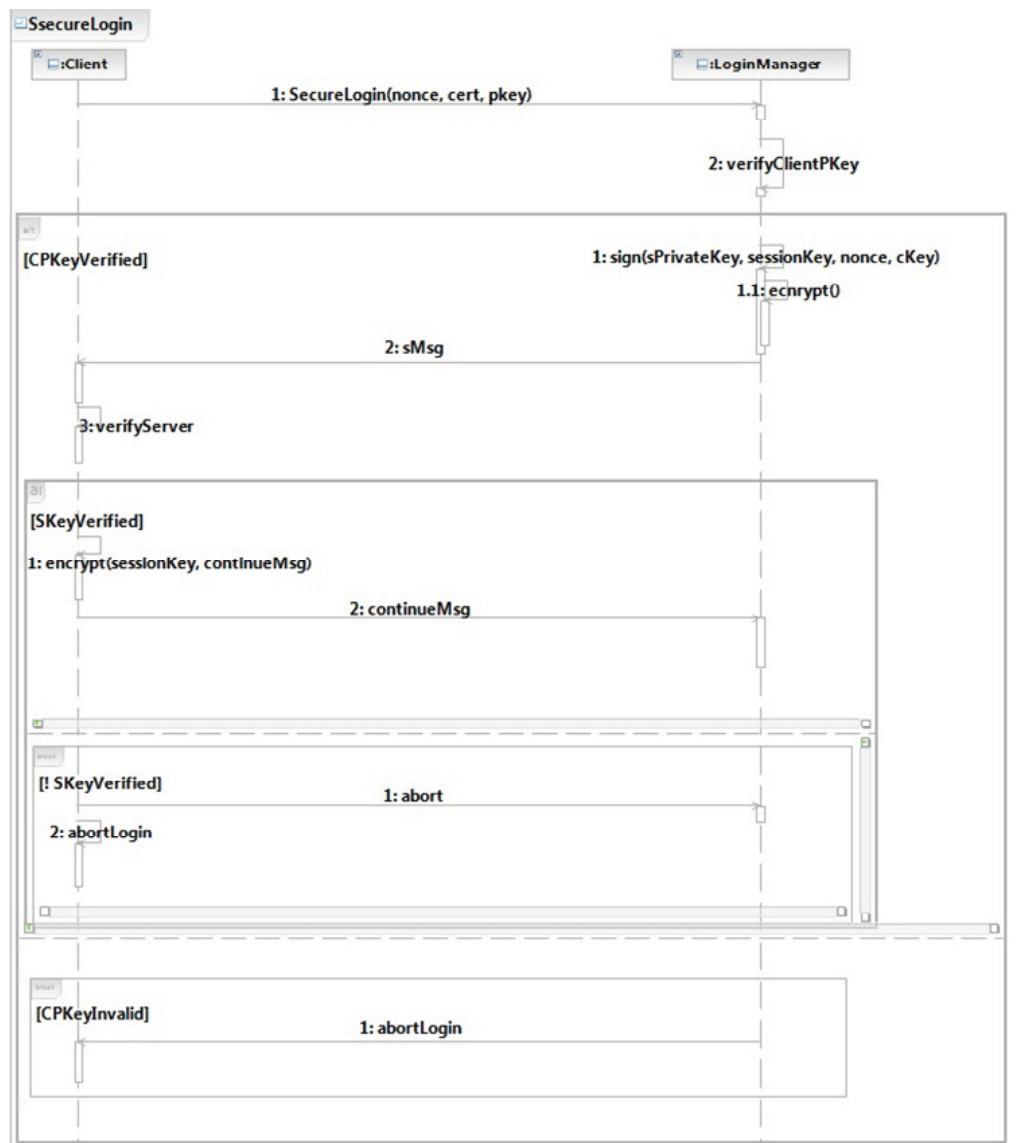 SsecureLogin
:Client
:LoginManager
1: SecureLogin(nonce, cert, pkey)
2: verifyClientPKey
alt
[CPKeyVerified]
1: sign(sPrivateKey, sessionKey, nonce, cKey)
1.1: ecnrypt()
2: sMsg
3: verifyServer
al
[SKeyVerified]
1: encrypt(sessionKey, continueMsg)
2: continueMsg
break
[! SKeyVerified]
1: abort
2: abortLogin
break
[CPKeyInvalid]
1: abortLogin